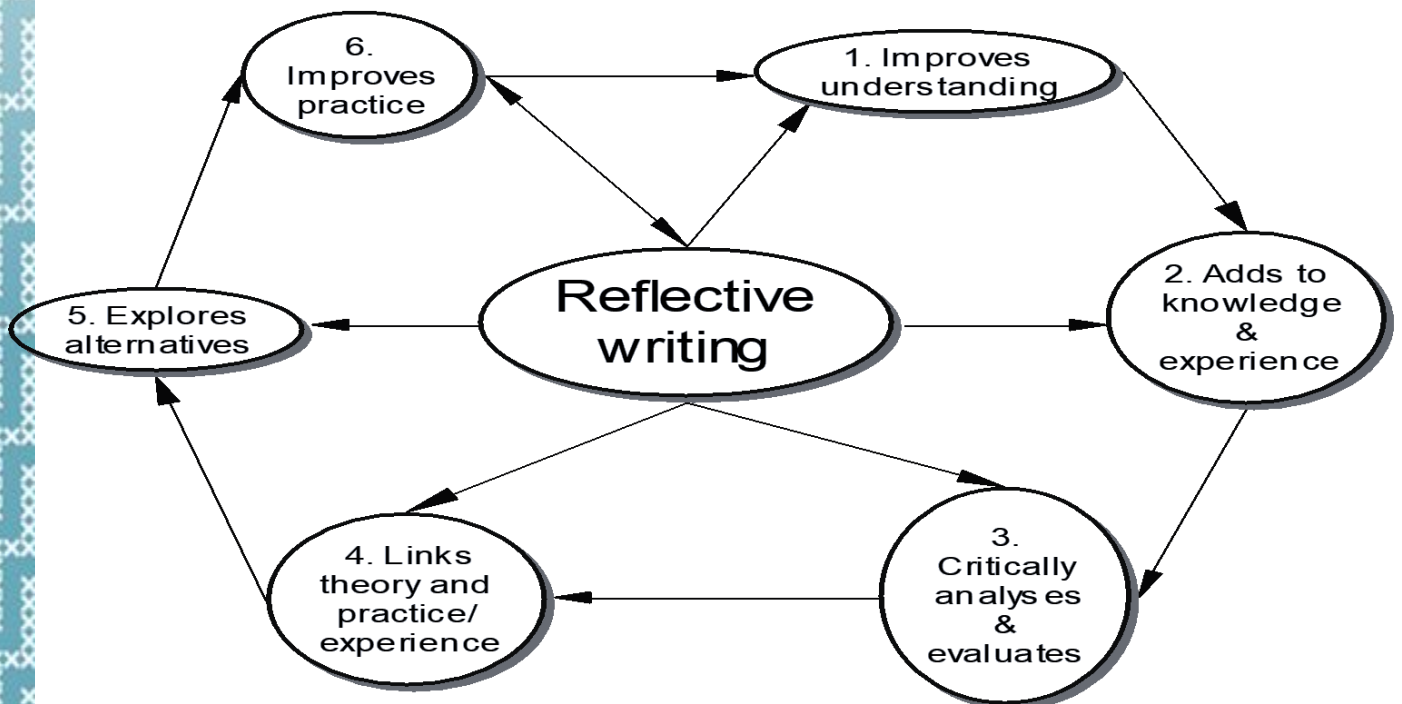 Reflective
writing
1. Improves
understanding
2. Adds to
knowledge
&
experience
3.
Critically
analyses
&
evaluates
4. Links
theory and
practice/
experience
5. Explores
alternatives
6.
Improves
practice